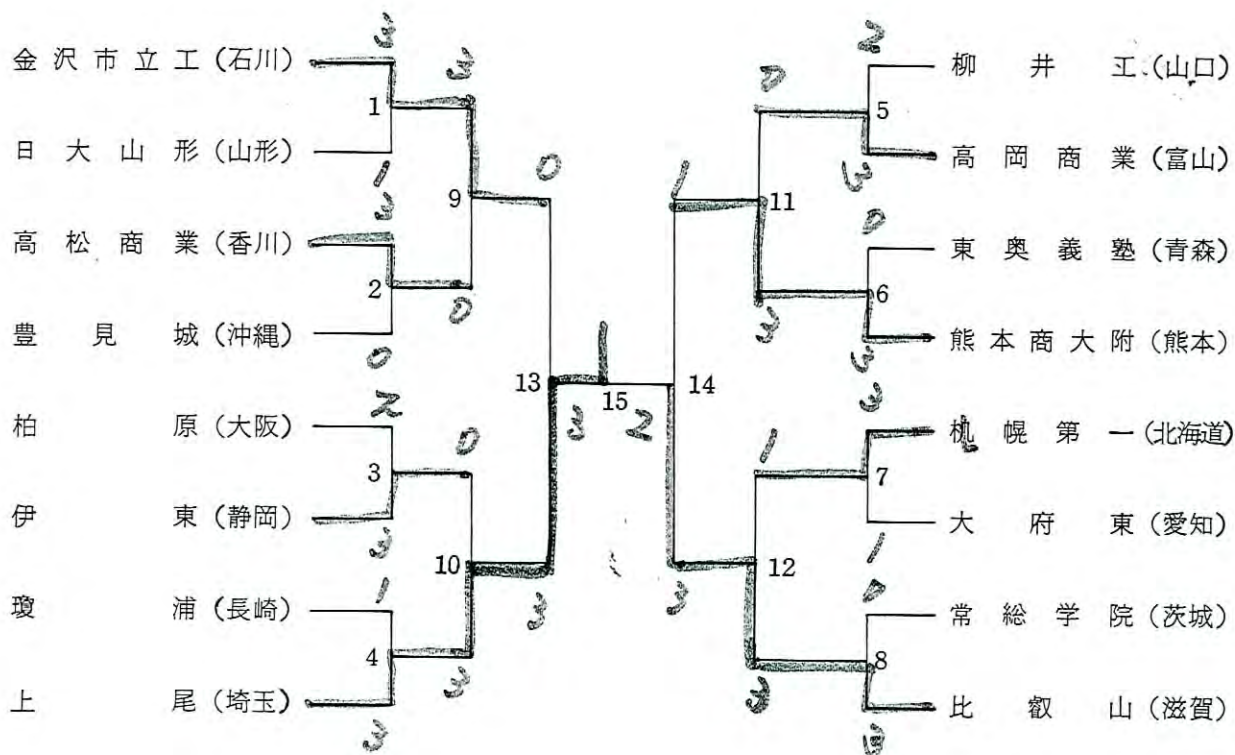 3
金沢市立工(石川)
3
1
日大山形(山形)
1
0
9
3
高松商業(香川)
2
0
豊見城(沖縄)
0
13
3
15
2
柏原(大阪)
0
3
伊東(静岡)
3
10
3
1
瓊浦(長崎)
4
3
上尾(埼玉)
3
2
柳井工(山口)
0
5
高岡商業(富山)
3
1
11
0
東奥義塾(青森)
3
6
熊本商大附(熊本)
3
14
3
札幌第一(北海道)
1
7
大府東(愛知)
1
3
12
0
常総学院(茨城)
3
8
比叡山(滋賀)
3